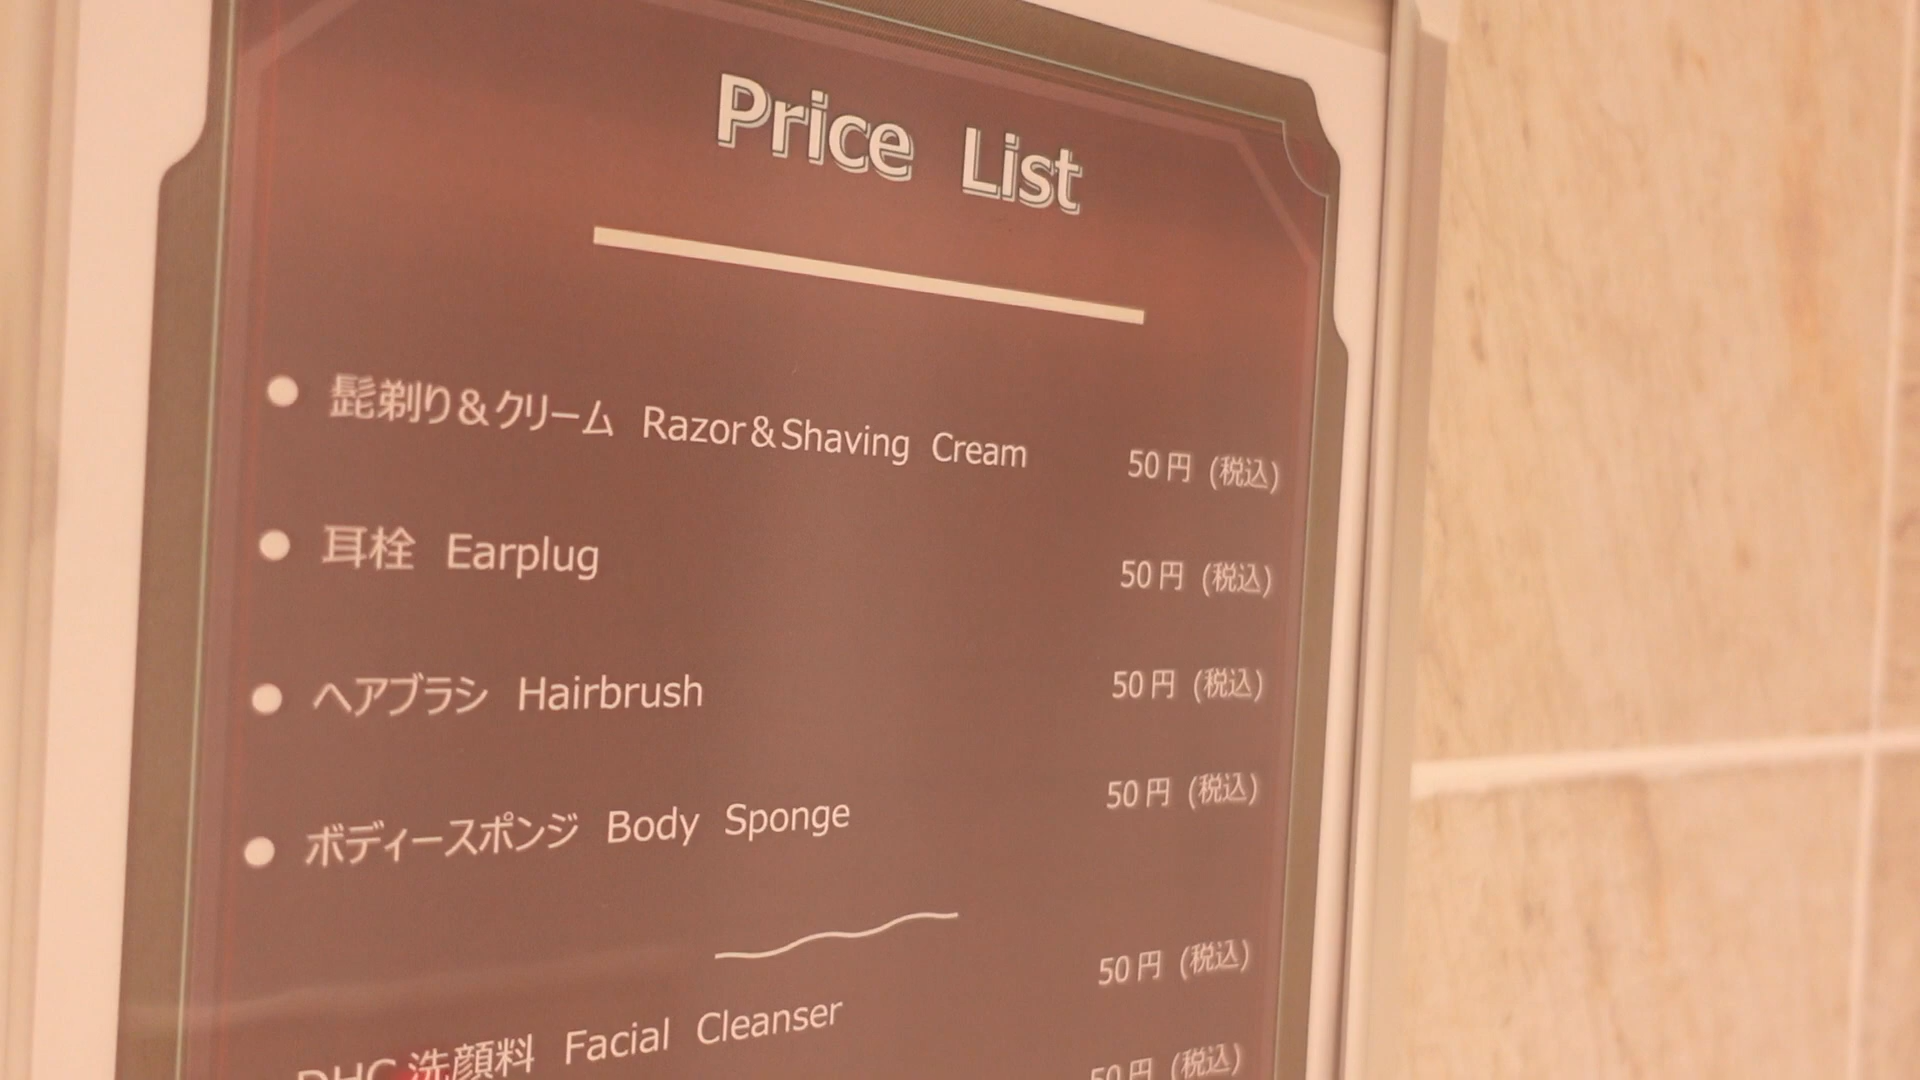 Price List
● 髭剃り&クリーム Razor&Shaving Cream 50円 (税込)
● 耳栓 Earplug 50円 (税込)
● ヘアブラシ Hairbrush 50円 (税込)
● ボディースポンジ Body Sponge 50円 (税込)
DHC 洗顔料 Facial Cleanser 50円 (税込)
50円 (税込)